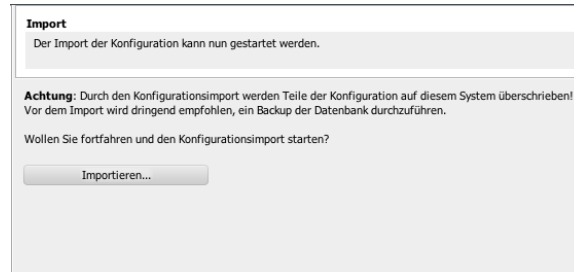 Import
Der Import der Konfiguration kann nun gestartet werden.
Achtung: Durch den Konfigurationsimport werden Teile der Konfiguration auf diesem System überschrieben!
Vor dem Import wird dringend empfohlen, ein Backup der Datenbank durchzuführen.
Wollen Sie fortfahren und den Konfigurationsimport starten?
Importieren...